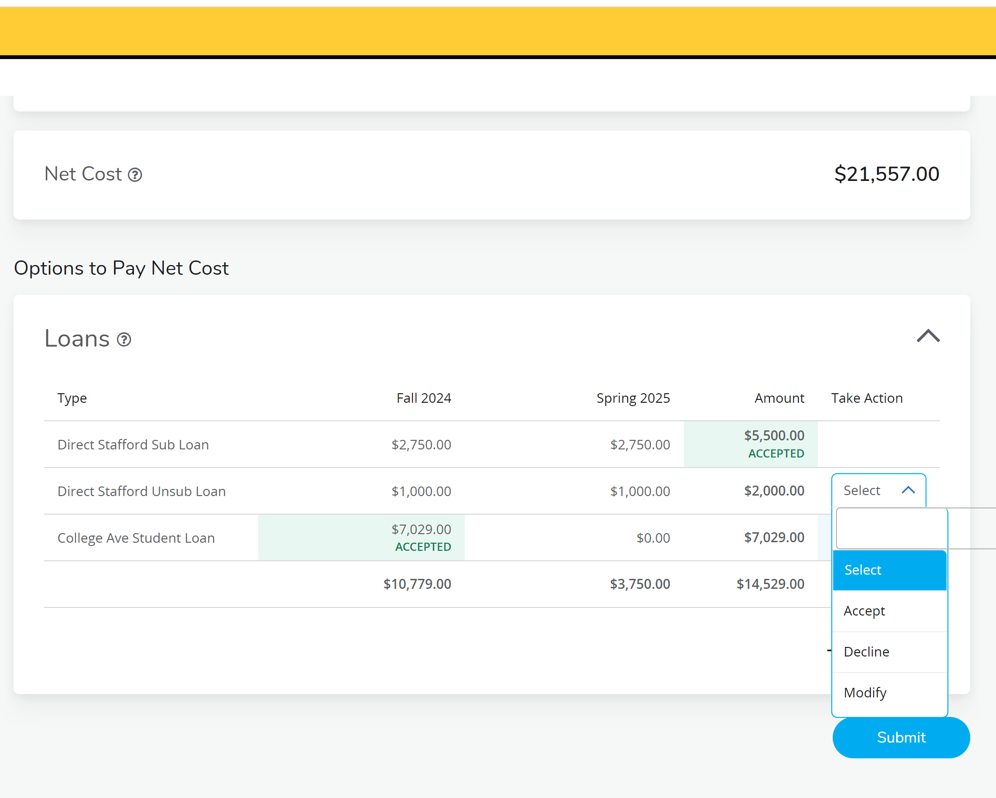 Net Cost ? $21,557.00
Options to Pay Net Cost
Loans ?
Type Fall 2024 Spring 2025 Amount Take Action
Direct Stafford Sub Loan $2,750.00 $2,750.00 $5,500.00
ACCEPTED
Direct Stafford Unsub Loan $1,000.00 $1,000.00 $2,000.00 Select
College Ave Student Loan $7,029.00 $0.00 $7,029.00
ACCEPTED
$10,779.00 $3,750.00 $14,529.00
Select
Accept
Decline
Modify
Submit